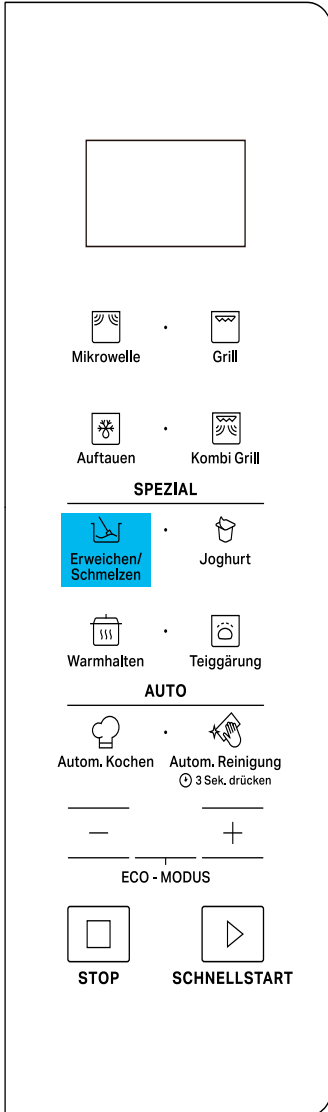 Mikrowelle
Grill
Auftauen
Kombi Grill
SPEZIAL
Erweichen/
Schmelzen
Joghurt
Warmhalten
Teiggärung
AUTO
Autom. Kochen
Autom. Reinigung
3 Sek. drücken
ECO - MODUS
STOP
SCHNELLSTART